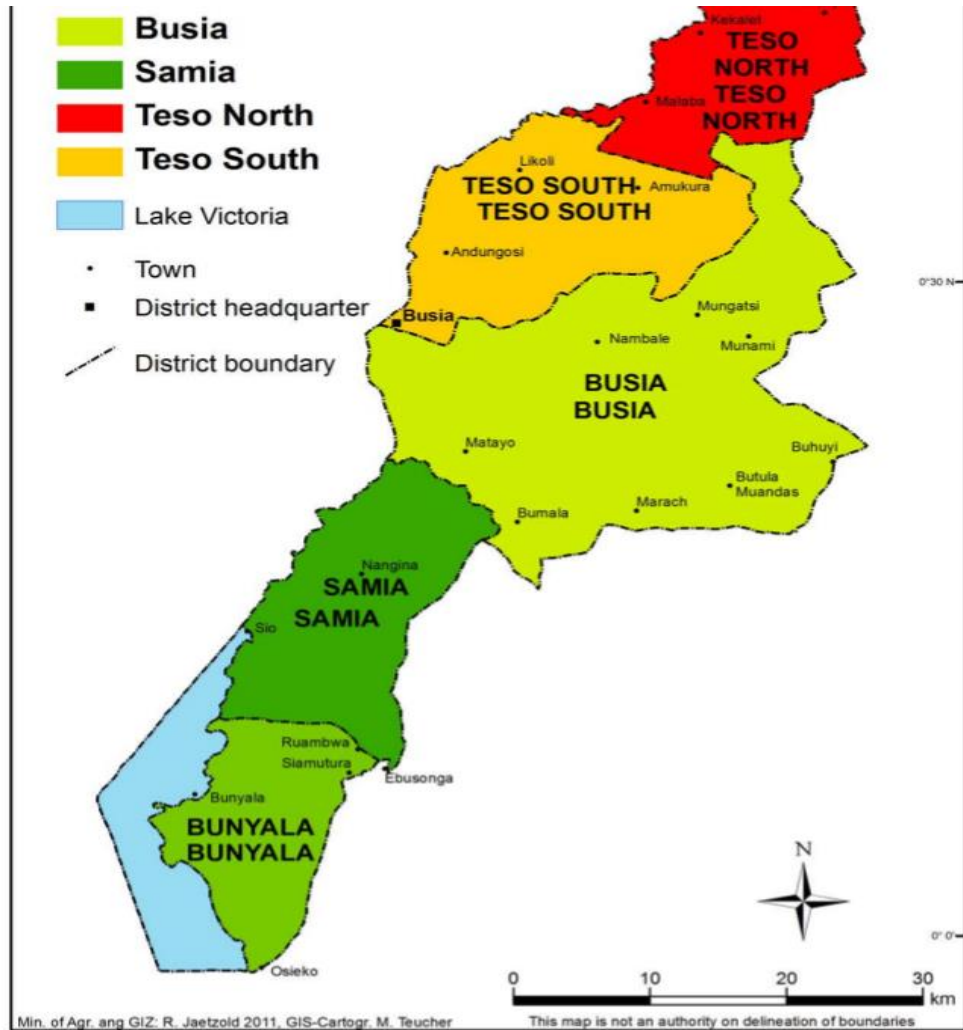 Busia
Samia
Teso North
Teso South
Lake Victoria
Town
District headquarter
District boundary
Kekalet
TESO
NORTH
TESO
NORTH
Malaba
Likoli
TESO SOUTH
TESO SOUTH
Amukura
Andungosi
Busia
0°30 N
Mungatsi
Nambale
Munami
BUSIA
BUSIA
Matayo
Buhuyi
Butula
Muandas
Marach
Bumala
Nangina
SAMIA
SAMIA
Sio
Ruambwa
Siamutura
Ebusonga
Bunyala
BUNYALA
BUNYALA
N
0° 0'
Osieko
0 10 20 30
km
Min. of Agr. ang GIZ: R. Jaetzold 2011, GIS-Cartogr. M. Teucher
This map is not an authority on delineation of boundaries